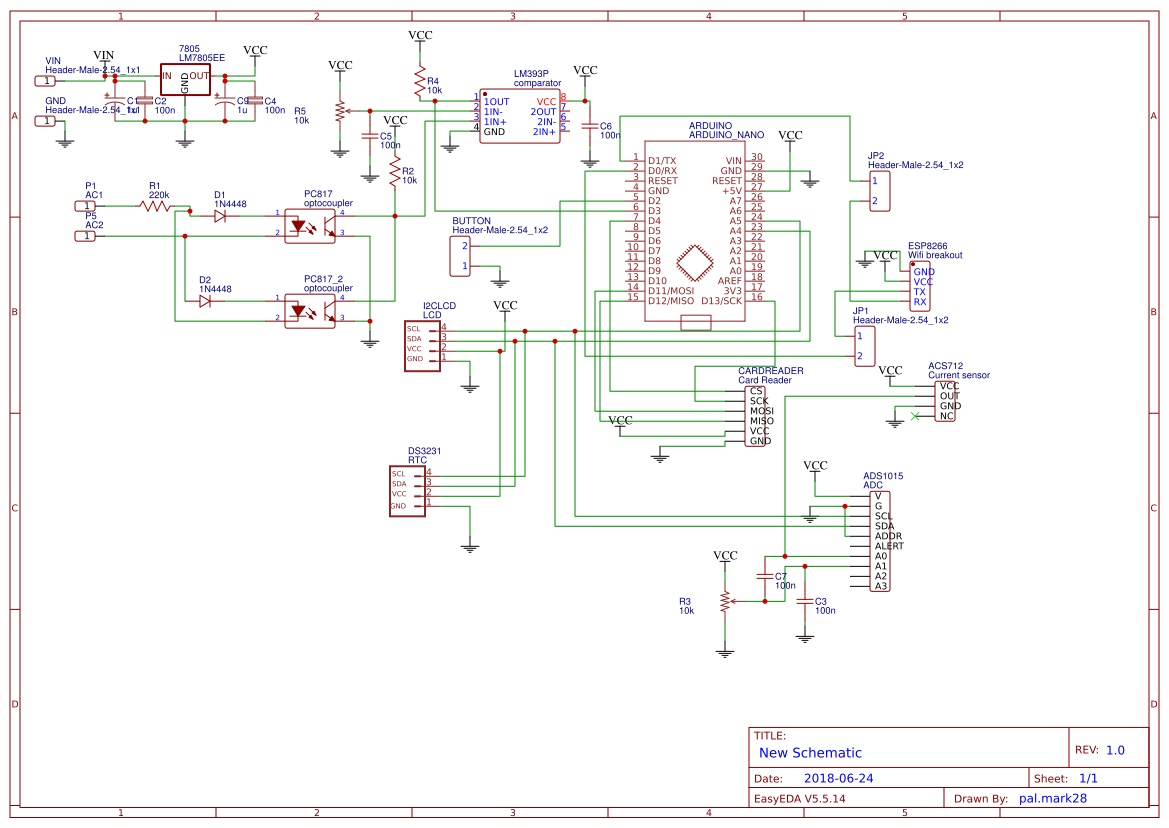 1 2 3 4 5
A
B
C
D
A
B
C
D
1 2 3 4 5
VIN
Header-Male-2.54_1x1
1
GND
Header-Male-2.54_1x1
1
VIN
C1
1u
C2
100n
7805
LM7805EE
IN OUT
GND
VCC
C9
1u
C4
100n
P1
AC1
1
P5
AC2
1
R1
220k
D1
1N4448
D2
1N4448
PC817
optocoupler
1 4
2 3
PC817_2
optocoupler
1 4
2 3
VCC
R5
10k
C5
100n
VCC
R2
10k
VCC
R4
10k
LM393P
comparator
1 1OUT VCC 8
2 1IN- 2OUT 7
3 1IN+ 2IN- 6
4 GND 2IN+ 5
VCC
C6
100n
BUTTON
Header-Male-2.54_1x2
2
1
I2CLCD
LCD
SCL 4
SDA 3
VCC 2
GND 1
VCC
DS3231
RTC
SCL 4
SDA 3
VCC 2
GND 1
ARDUINO
ARDUINO_NANO
1 D1/TX VIN 30
2 D0/RX GND 29
3 RESET RESET 28
4 GND +5V 27
5 D2 A7 26
6 D3 A6 25
7 D4 A5 24
8 D5 A4 23
9 D6 A3 22
10 D7 A2 21
11 D8 A1 20
12 D9 A0 19
13 D10 AREF 18
14 D11/MOSI 3V3 17
15 D12/MISO D13/SCK 16
VCC
JP2
Header-Male-2.54_1x2
1
2
ESP8266
Wifi breakout
GND
VCC
TX
RX
VCC
JP1
Header-Male-2.54_1x2
1
2
ACS712
Current sensor
VCC
OUT
GND
NC
VCC
CARDREADER
Card Reader
CS
SCK
MOSI
MISO
VCC
GND
VCC
ADS1015
ADC
V
G
SCL
SDA
ADDR
ALERT
A0
A1
A2
A3
VCC
VCC
R3
10k
C7
100n
C3
100n
TITLE:
New Schematic
REV: 1.0
Date: 2018-06-24
Sheet: 1/1
EasyEDA V5.5.14
Drawn By: pal.mark28